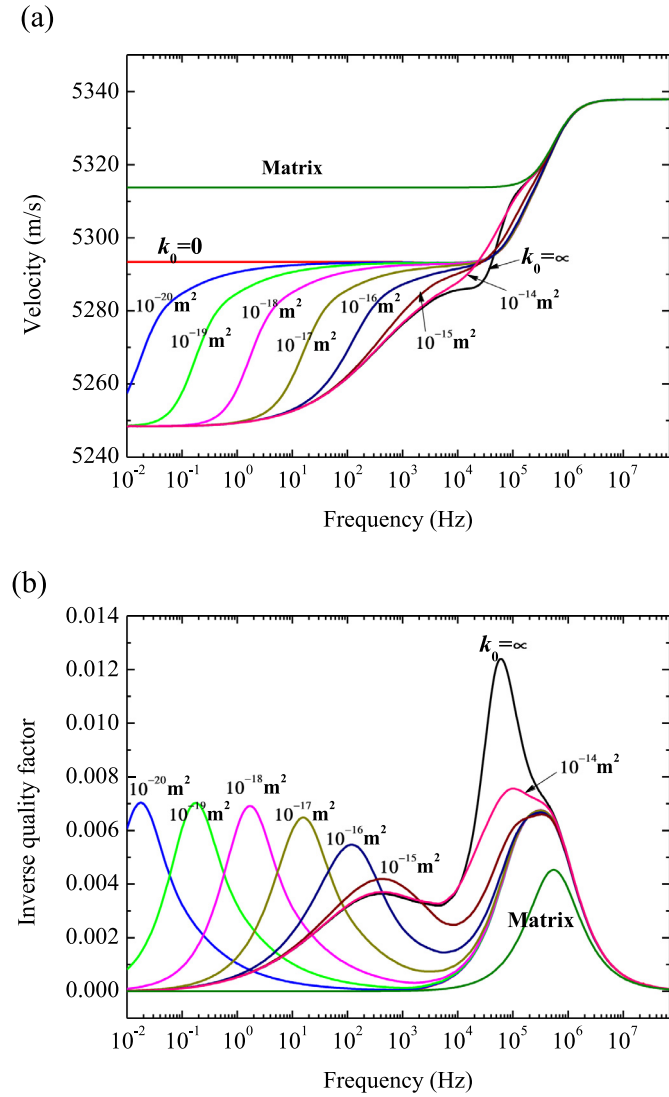 (a)
5340
5320
5300
5280
5260
5240
Velocity (m/s)
Matrix
k₀=0
k₀=∝
10⁻²⁰m²
10⁻¹⁹m²
10⁻¹⁸m²
10⁻¹⁷m²
10⁻¹⁶m²
10⁻¹⁵m²
10⁻¹⁴m²
10⁻² 10⁻¹ 10⁰ 10¹ 10² 10³ 10⁴ 10⁵ 10⁶ 10⁷
Frequency (Hz)
(b)
0.014
0.012
0.010
0.008
0.006
0.004
0.002
0.000
Inverse quality factor
k₀=∝
10⁻²⁰m²
10⁻¹⁹m²
10⁻¹⁸m²
10⁻¹⁷m²
10⁻¹⁶m²
10⁻¹⁵m²
10⁻¹⁴m²
Matrix
10⁻² 10⁻¹ 10⁰ 10¹ 10² 10³ 10⁴ 10⁵ 10⁶ 10⁷
Frequency (Hz)